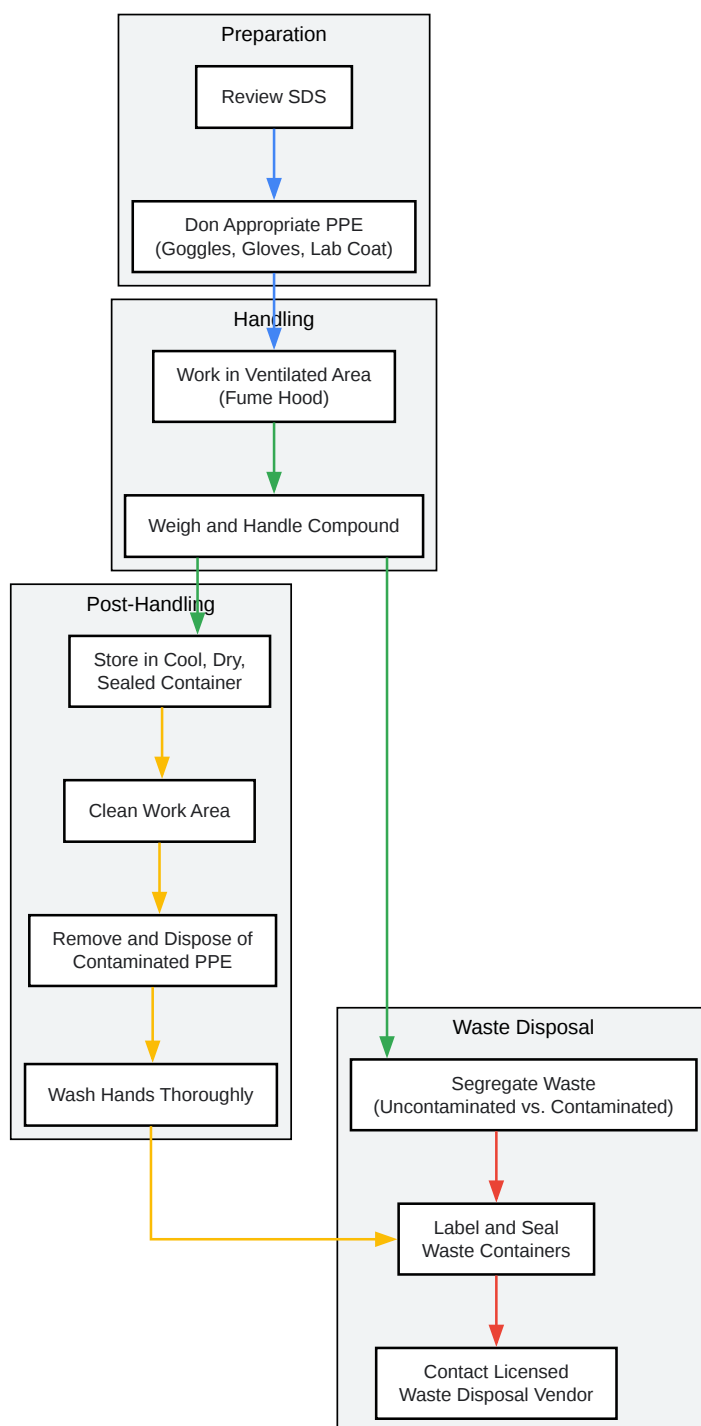 Preparation
Review SDS
Don Appropriate PPE
(Goggles, Gloves, Lab Coat)
Handling
Work in Ventilated Area
(Fume Hood)
Weigh and Handle Compound
Post-Handling
Store in Cool, Dry,
Sealed Container
Clean Work Area
Remove and Dispose of
Contaminated PPE
Wash Hands Thoroughly
Waste Disposal
Segregate Waste
(Uncontaminated vs. Contaminated)
Label and Seal
Waste Containers
Contact Licensed
Waste Disposal Vendor